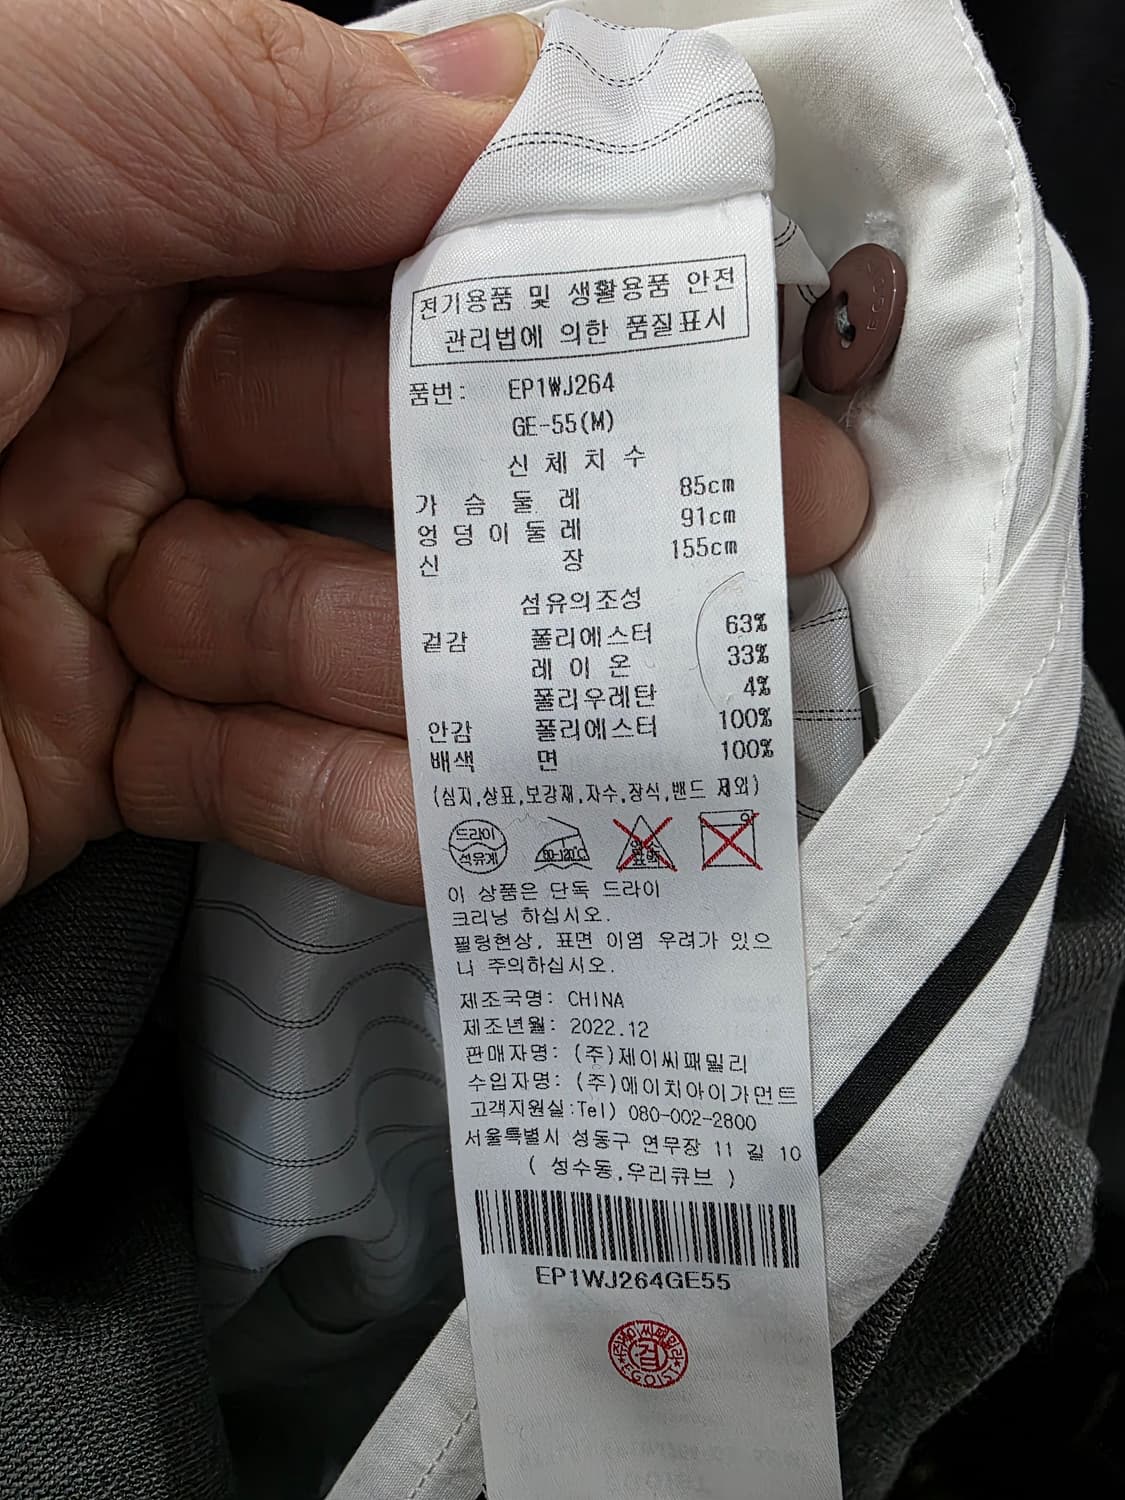 전기용품 및 생활용품 안전
관리법에 의한 품질표시
품번: EP1WJ264
GE-55(M)
신체치수
가슴둘레 85cm
엉덩이둘레 91cm
신장 155cm
섬유의조성
겉감 폴리에스터 63%
레이온 33%
폴리우레탄 4%
안감 폴리에스터 100%
배색 면 100%
(심지,상표,보강재,자수,장식,밴드 제외)
드라이
석유계
80-120℃
이 상품은 단독 드라이
크리닝 하십시오.
필링현상, 표면 이염 우려가 있으
니 주의하십시오.
제조국명: CHINA
제조년월: 2022.12
판매자명: (주)제이씨패밀리
수입자명: (주)에이치아이가먼트
고객지원실:Tel) 080-002-2800
서울특별시 성동구 연무장 11 길 10
( 성수동,우리큐브 )
EP1WJ264GE55
EGOIST